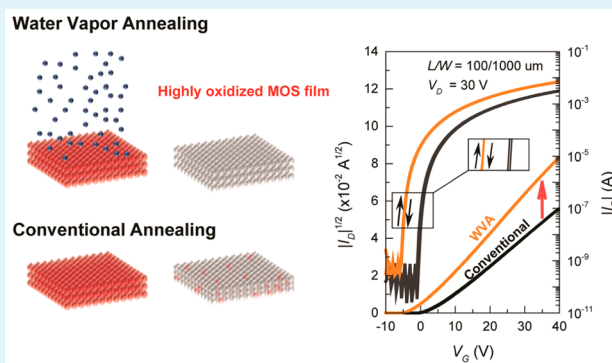 Water Vapor Annealing
Highly oxidized MOS film
Conventional Annealing
L/W = 100/1000 um
V_D = 30 V
|I_D|^1/2 (x10^-2 A^1/2)
14
12
10
8
6
4
2
0
-10 0 10 20 30 40
V_G (V)
WVA
Conventional
10^-1
10^-3
10^-5
10^-7
10^-9
10^-11
(A)